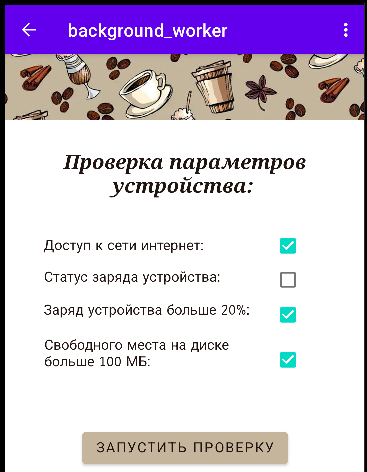 background_worker
Проверка параметров
устройства:
Доступ к сети интернет:
Статус заряда устройства:
Заряд устройства больше 20%:
Свободного места на диске
больше 100 МБ:
ЗАПУСТИТЬ ПРОВЕРКУ